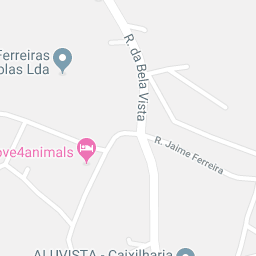 Ferreiras
olas Lda
R. da Bela Vista
R. Jaime Ferreira
ove4animals
ALUVISTA - Caixilharia